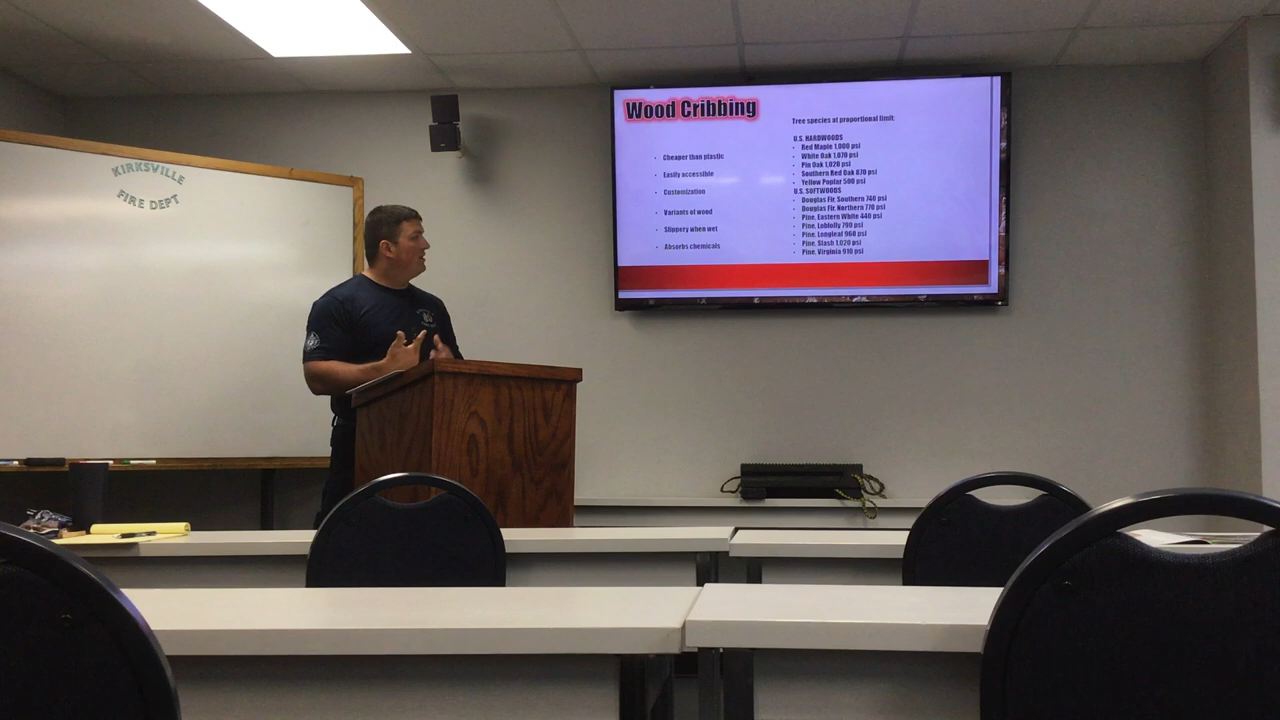 KIRKSVILLE
FIRE DEPT
Wood Cribbing
• Cheaper than plastic
• Easily accessible
• Customization
• Variants of wood
• Slippery when wet
• Absorbs chemicals
Tree species at proportional limit:
U.S. HARDWOODS
• Red Maple 1,000 psi
• White Oak 1,070 psi
• Pin Oak 1,020 psi
• Southern Red Oak 870 psi
• Yellow Poplar 500 psi
U.S. SOFTWOODS
• Douglas Fir, Southern 740 psi
• Douglas Fir, Northern 770 psi
• Pine, Eastern White 440 psi
• Pine, Loblolly 790 psi
• Pine, Longleaf 960 psi
• Pine, Slash 1,020 psi
• Pine, Virginia 910 psi